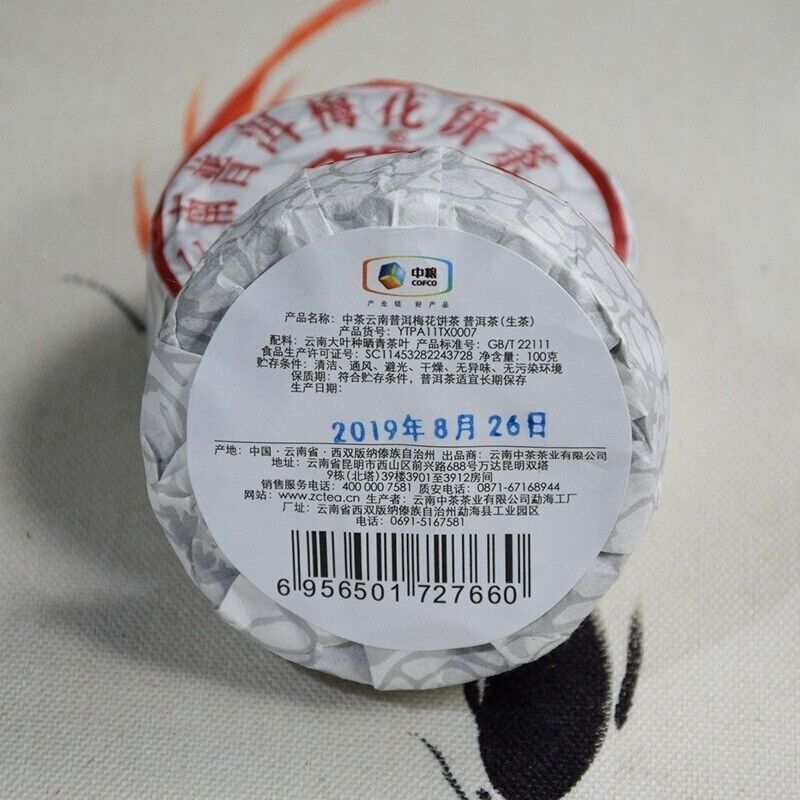 云南普洱梅花饼茶
中粮
COFCO
产业链 好产品
产品名称：中茶云南普洱梅花饼茶 普洱茶(生茶)
产品货号：YTPA11TX0007
配料：云南大叶种晒青茶叶 产品标准号：GB/T 22111
食品生产许可证号：SC11453282243728 净含量：100克
贮存条件：清洁、通风、避光、干燥、无异味、无污染环境
保质期：符合贮存条件，普洱茶适宜长期保存
生产日期：
2019年8月26日
产地：中国·云南省·西双版纳傣族自治州 出品商：云南中茶茶业有限公司
地址：云南省昆明市西山区前兴路688号万达昆明双塔
9栋(北塔)39楼3901至3912房间
销售服务电话：400 000 7581 质安电话：0871-67168944
网站：www.zctea.cn 生产者：云南中茶茶业有限公司勐海工厂
厂址：云南省西双版纳傣族自治州勐海县工业园区
电话：0691-5167581
6 956501 727660